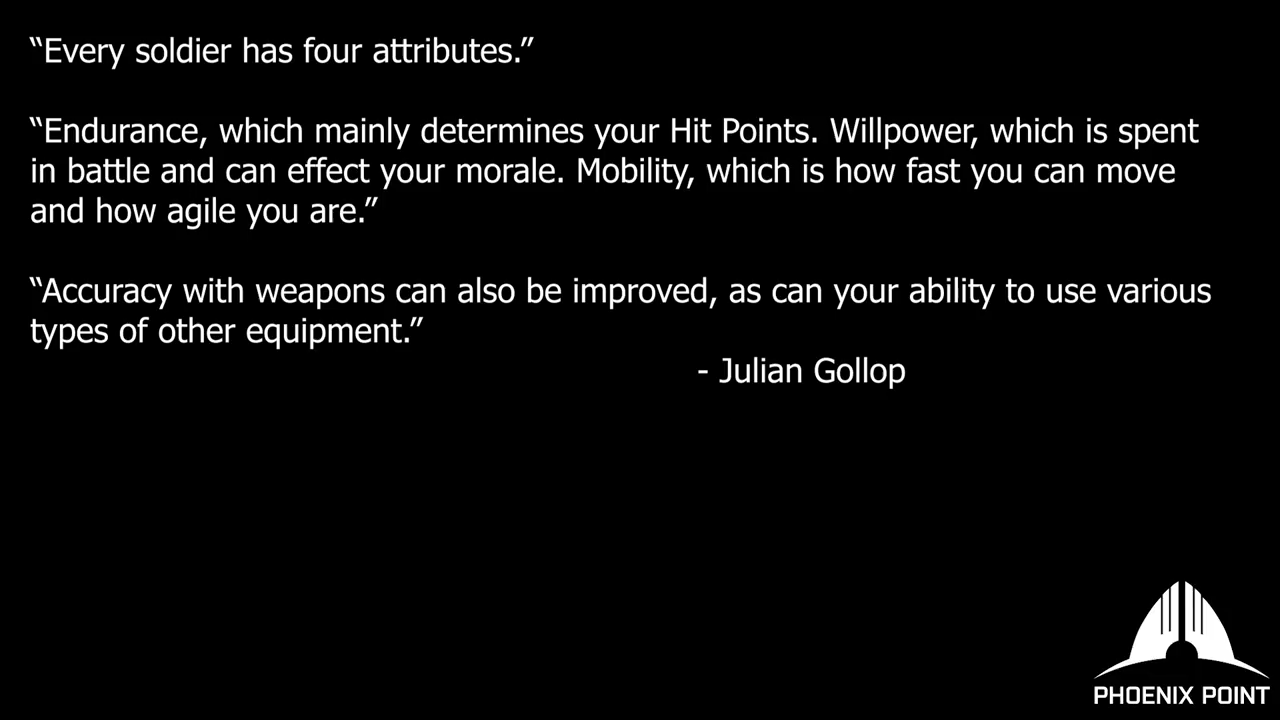 “Every soldier has four attributes.”
“Endurance, which mainly determines your Hit Points. Willpower, which is spent
in battle and can effect your morale. Mobility, which is how fast you can move
and how agile you are.”
“Accuracy with weapons can also be improved, as can your ability to use various
types of other equipment.”
- Julian Gollop
PHOENIX POINT